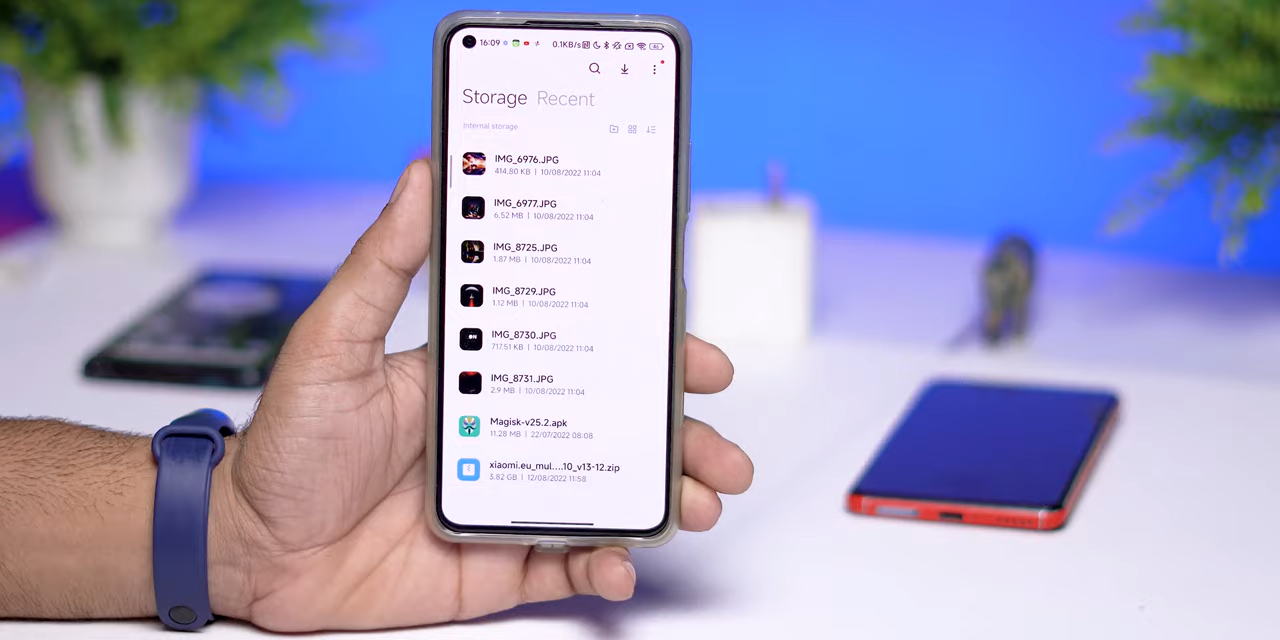 16:09 0.1KB/s
Storage Recent
Internal storage
IMG_6976.JPG
414.80 KB | 10/08/2022 11:04
IMG_6977.JPG
6.52 MB | 10/08/2022 11:04
IMG_8725.JPG
1.87 MB | 10/08/2022 11:04
IMG_8729.JPG
1.12 MB | 10/08/2022 11:04
IMG_8730.JPG
717.51 KB | 10/08/2022 11:04
IMG_8731.JPG
2.9 MB | 10/08/2022 11:04
Magisk-v25.2.apk
11.28 MB | 22/07/2022 08:08
xiaomi.eu_mul....10_v13-12.zip
3.82 GB | 12/08/2022 11:58